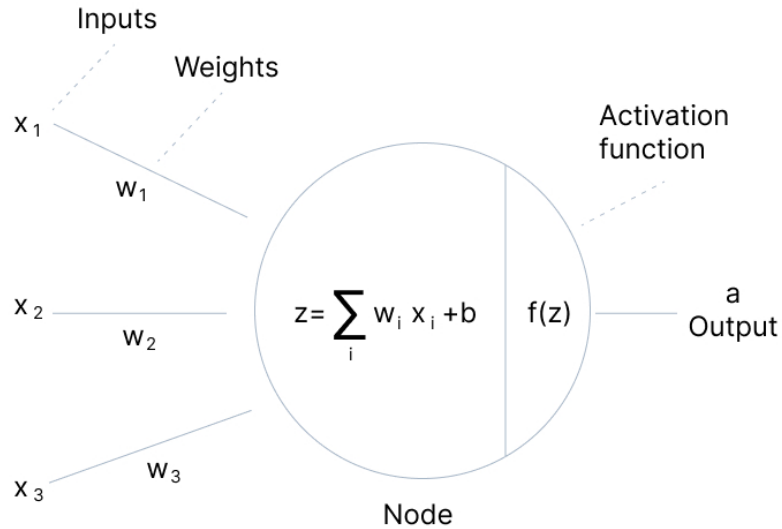 Inputs
Weights
Activation
function
x₁
w₁
x₂
w₂
z= ∑ᵢ wᵢ xᵢ +b
f(z)
a
Output
x₃
w₃
Node